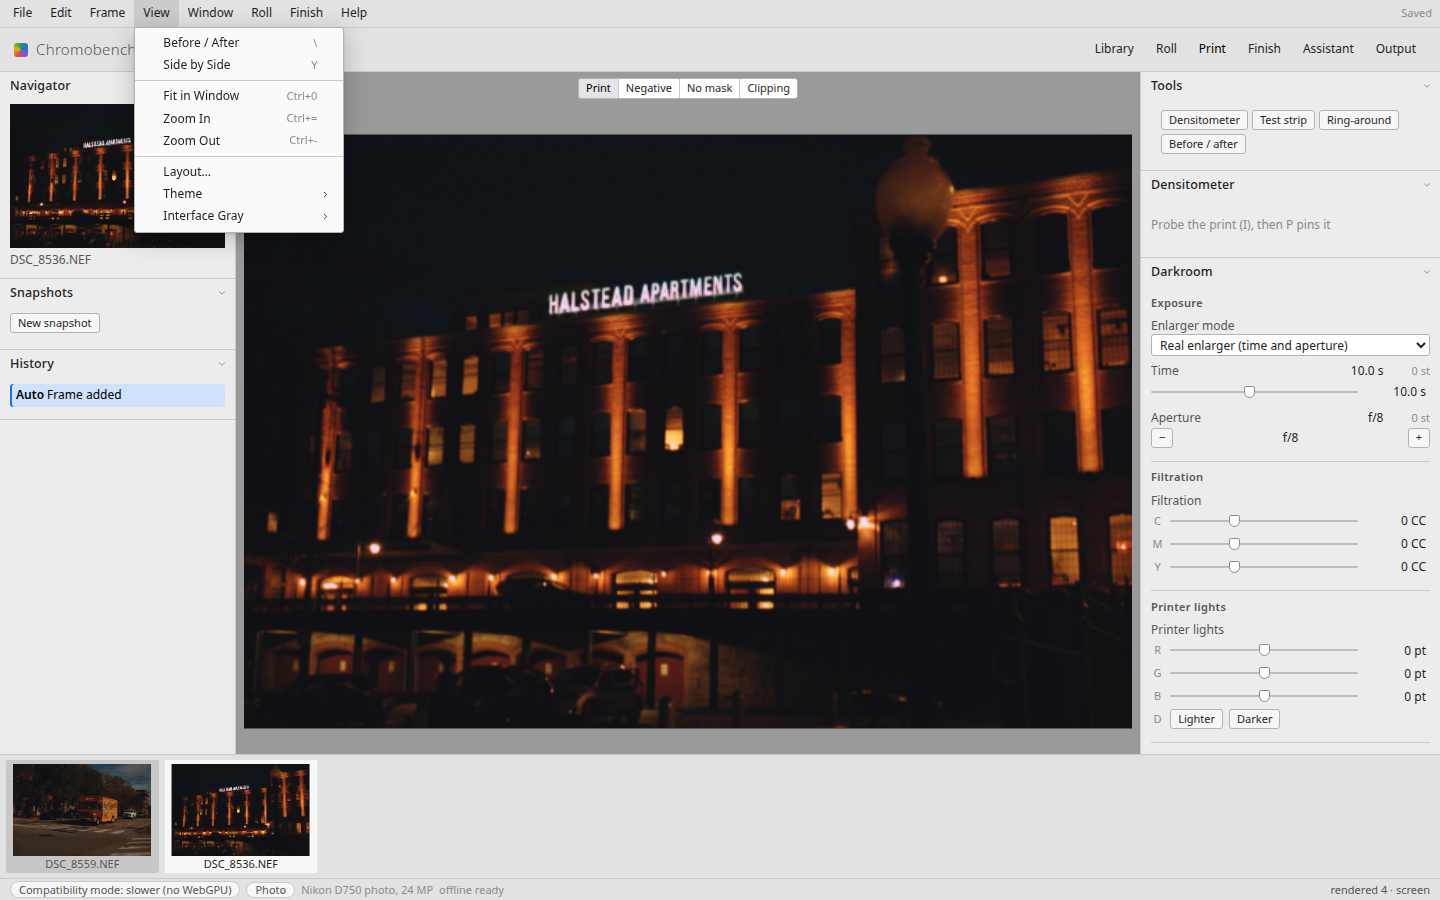 File Edit Frame View Window Roll Finish Help Saved
Chromobench
Library Roll Print Finish Assistant Output
Before / After \
Side by Side Y
Fit in Window Ctrl+0
Zoom In Ctrl+=
Zoom Out Ctrl+-
Layout...
Theme ›
Interface Gray ›
Navigator
HALSTEAD APARTMENTS
DSC_8536.NEF
Snapshots
New snapshot
History
Auto Frame added
Print Negative No mask Clipping
HALSTEAD APARTMENTS
Tools
Densitometer Test strip Ring-around
Before / after
Densitometer
Probe the print (I), then P pins it
Darkroom
Exposure
Enlarger mode
Real enlarger (time and aperture)
Time 10.0 s 0 st
10.0 s
Aperture f/8 0 st
− f/8 +
Filtration
Filtration
C 0 CC
M 0 CC
Y 0 CC
Printer lights
Printer lights
R 0 pt
G 0 pt
B 0 pt
D Lighter Darker
DSC_8559.NEF
DSC_8536.NEF
Compatibility mode: slower (no WebGPU) Photo Nikon D750 photo, 24 MP offline ready rendered 4 · screen